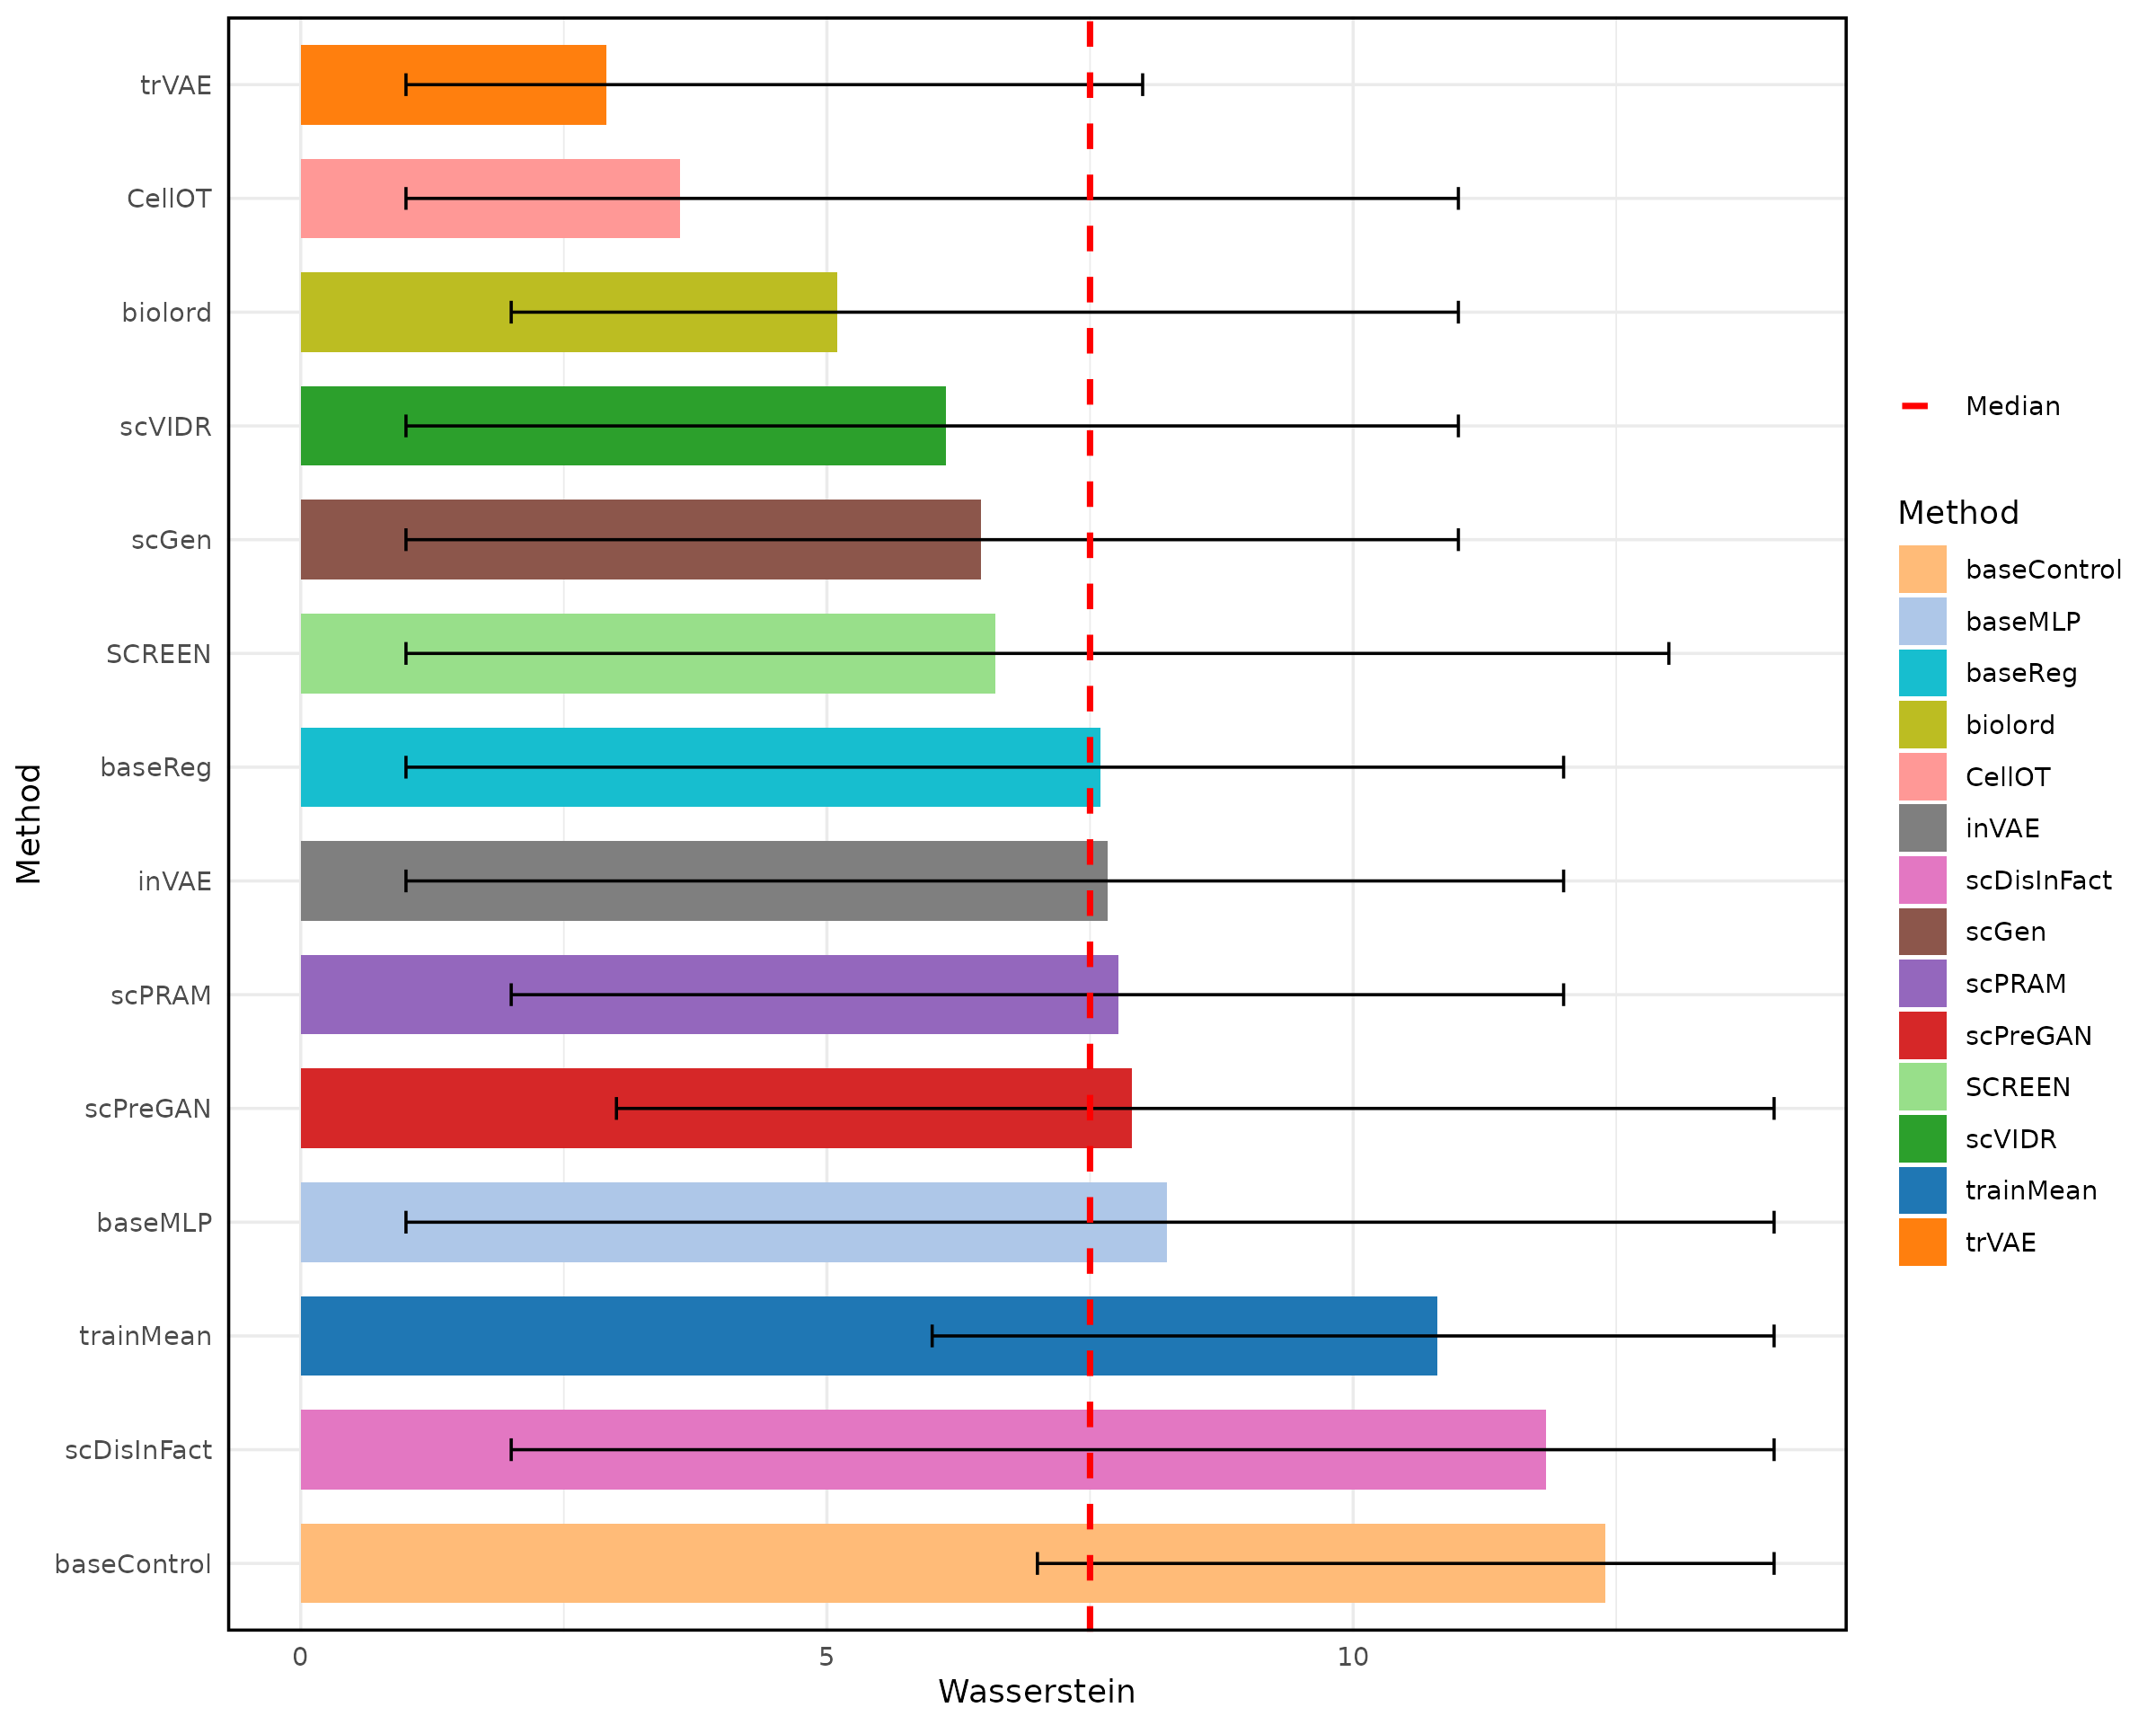 trVAE
CellOT
biolord
scVIDR
scGen
SCREEN
baseReg
inVAE
scPRAM
scPreGAN
baseMLP
trainMean
scDisInFact
baseControl
Method
0 5 10
Wasserstein
Median
Method
baseControl
baseMLP
baseReg
biolord
CellOT
inVAE
scDisInFact
scGen
scPRAM
scPreGAN
SCREEN
scVIDR
trainMean
trVAE